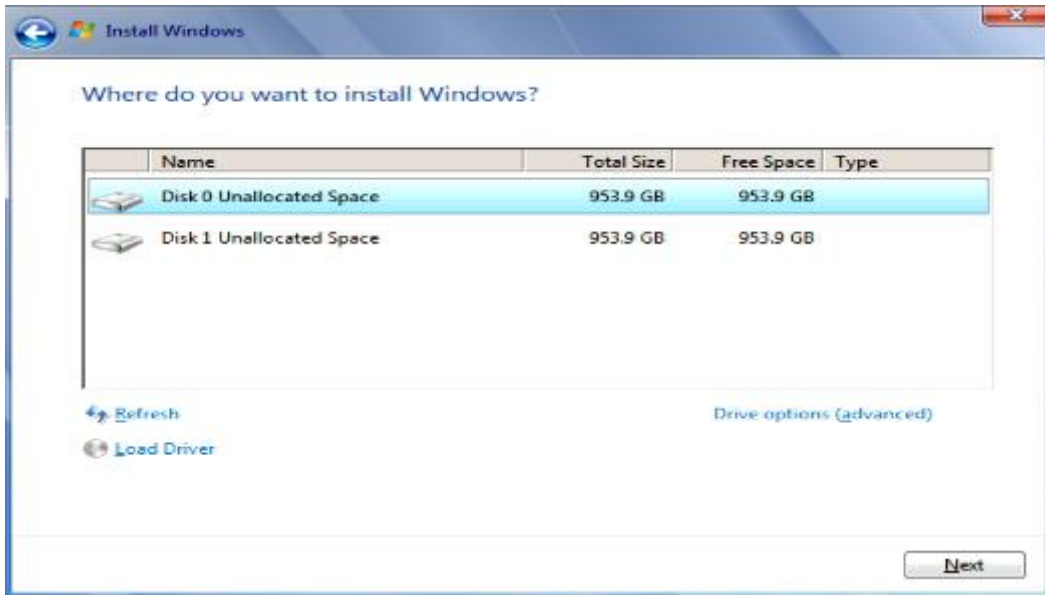 Install Windows
Where do you want to install Windows?
Name Total Size Free Space Type
Disk 0 Unallocated Space 953.9 GB 953.9 GB
Disk 1 Unallocated Space 953.9 GB 953.9 GB
Refresh Drive options (advanced)
Load Driver
Next